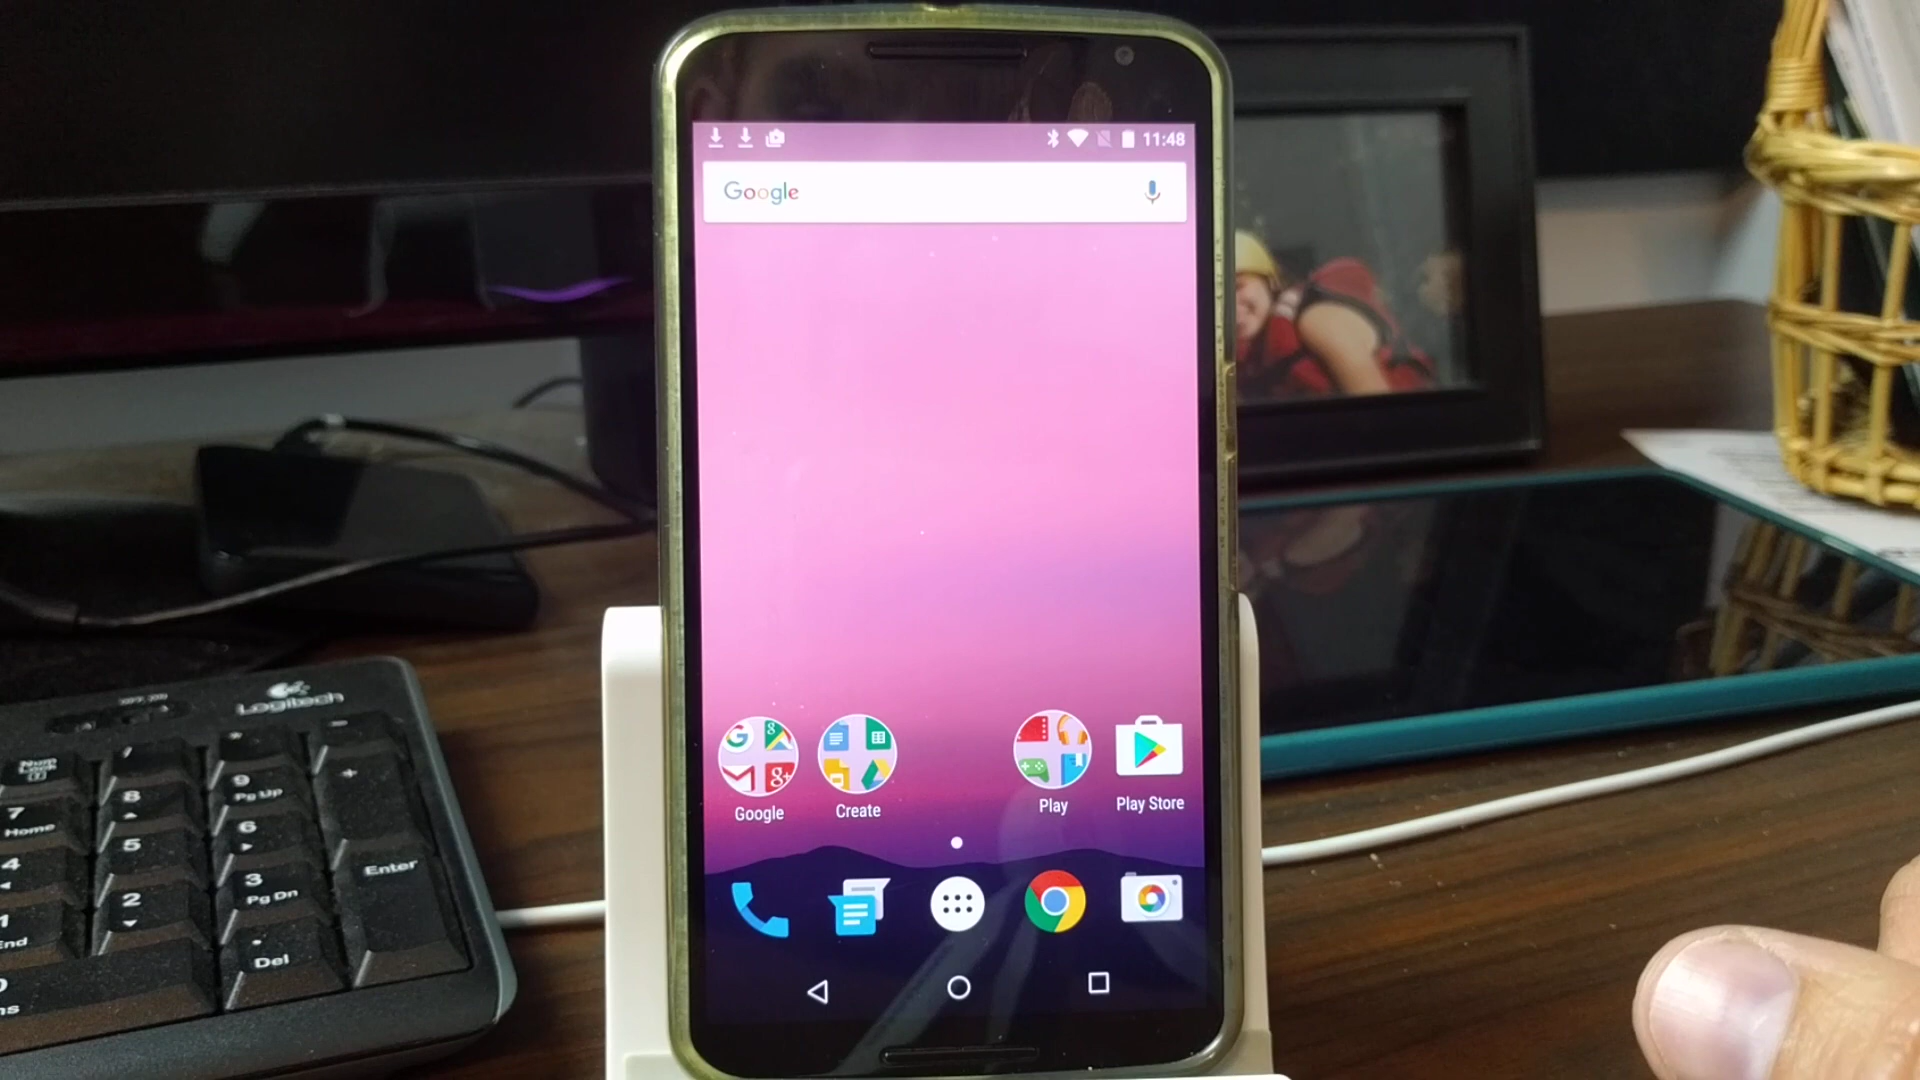 11:48
Google
Google
Create
Play
Play Store
Logitech
Num
Lock
/
*
-
7
Home
8
9
Pg Up
+
4
5
6
1
End
2
3
Pg Dn
Enter
0
.
Del